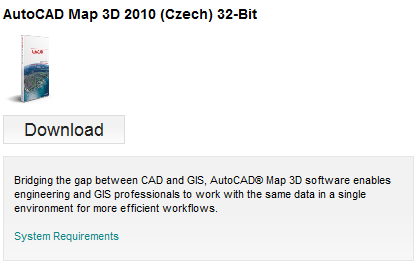 AutoCAD Map 3D 2010 (Czech) 32-Bit
Download
Bridging the gap between CAD and GIS, AutoCAD® Map 3D software enables
engineering and GIS professionals to work with the same data in a single
environment for more efficient workflows.
System Requirements